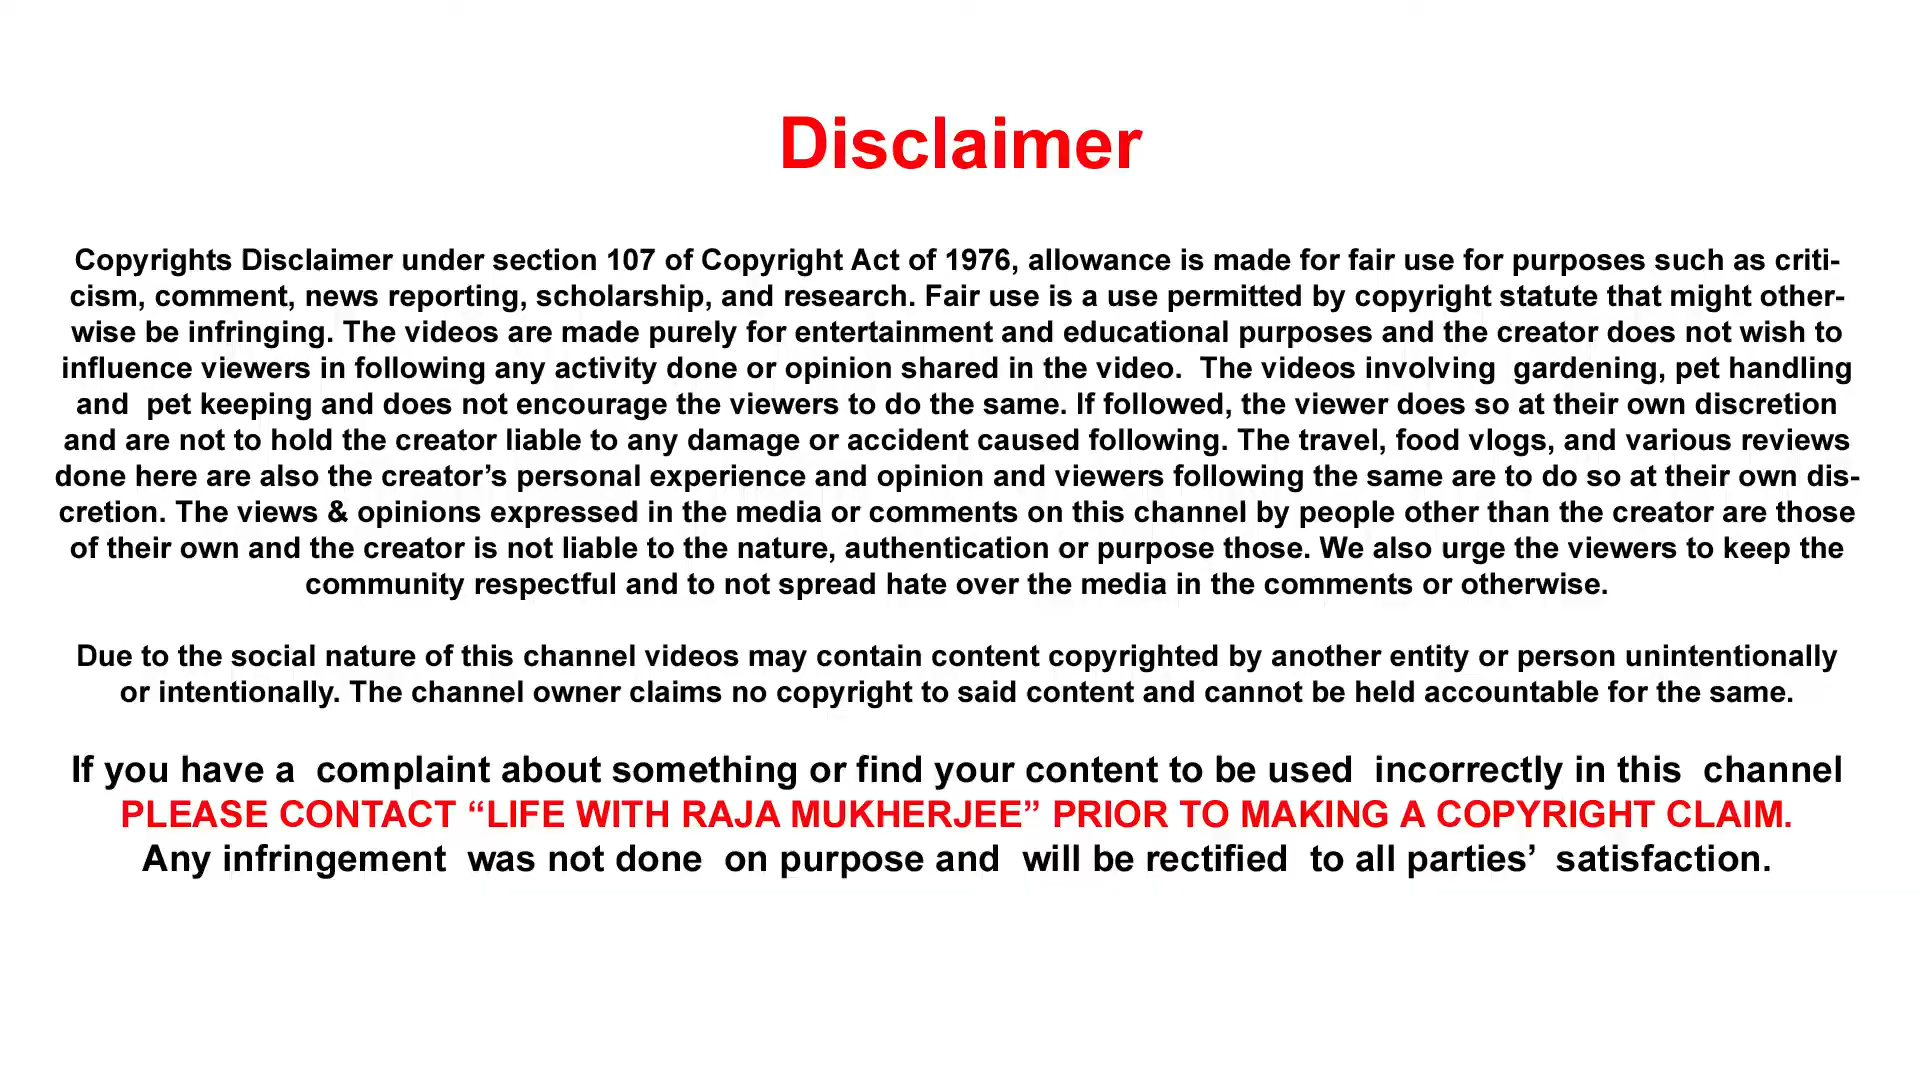 Disclaimer
Copyrights Disclaimer under section 107 of Copyright Act of 1976, allowance is made for fair use for purposes such as criti-
cism, comment, news reporting, scholarship, and research. Fair use is a use permitted by copyright statute that might other-
wise be infringing. The videos are made purely for entertainment and educational purposes and the creator does not wish to
influence viewers in following any activity done or opinion shared in the video.  The videos involving  gardening, pet handling
and  pet keeping and does not encourage the viewers to do the same. If followed, the viewer does so at their own discretion
and are not to hold the creator liable to any damage or accident caused following. The travel, food vlogs, and various reviews
done here are also the creator’s personal experience and opinion and viewers following the same are to do so at their own dis-
cretion. The views & opinions expressed in the media or comments on this channel by people other than the creator are those
of their own and the creator is not liable to the nature, authentication or purpose those. We also urge the viewers to keep the
community respectful and to not spread hate over the media in the comments or otherwise.
Due to the social nature of this channel videos may contain content copyrighted by another entity or person unintentionally
or intentionally. The channel owner claims no copyright to said content and cannot be held accountable for the same.
If you have a  complaint about something or find your content to be used  incorrectly in this  channel
PLEASE CONTACT “LIFE WITH RAJA MUKHERJEE” PRIOR TO MAKING A COPYRIGHT CLAIM.
Any infringement  was not done  on purpose and  will be rectified  to all parties’  satisfaction.